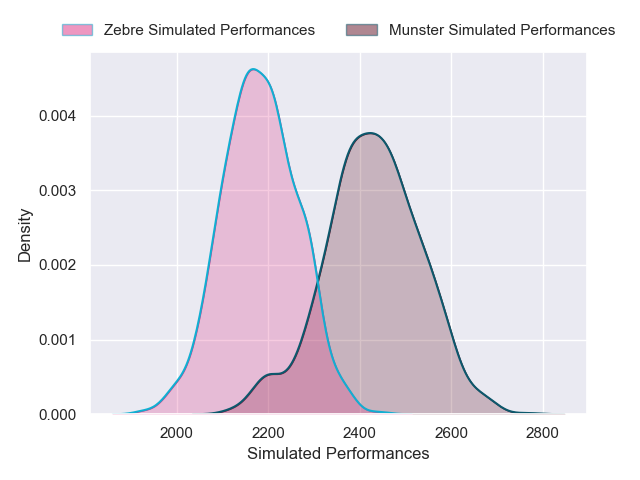 Zebre Simulated Performances Munster Simulated Performances
0.004
0.003
0.002
0.001
0.000
Density
2000 2200 2400 2600 2800
Simulated Performances